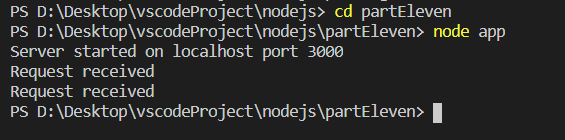 PS D:\Desktop\vscodeProject\nodejs> cd partEleven
PS D:\Desktop\vscodeProject\nodejs\partEleven> node app
Server started on localhost port 3000
Request received
Request received
PS D:\Desktop\vscodeProject\nodejs\partEleven>